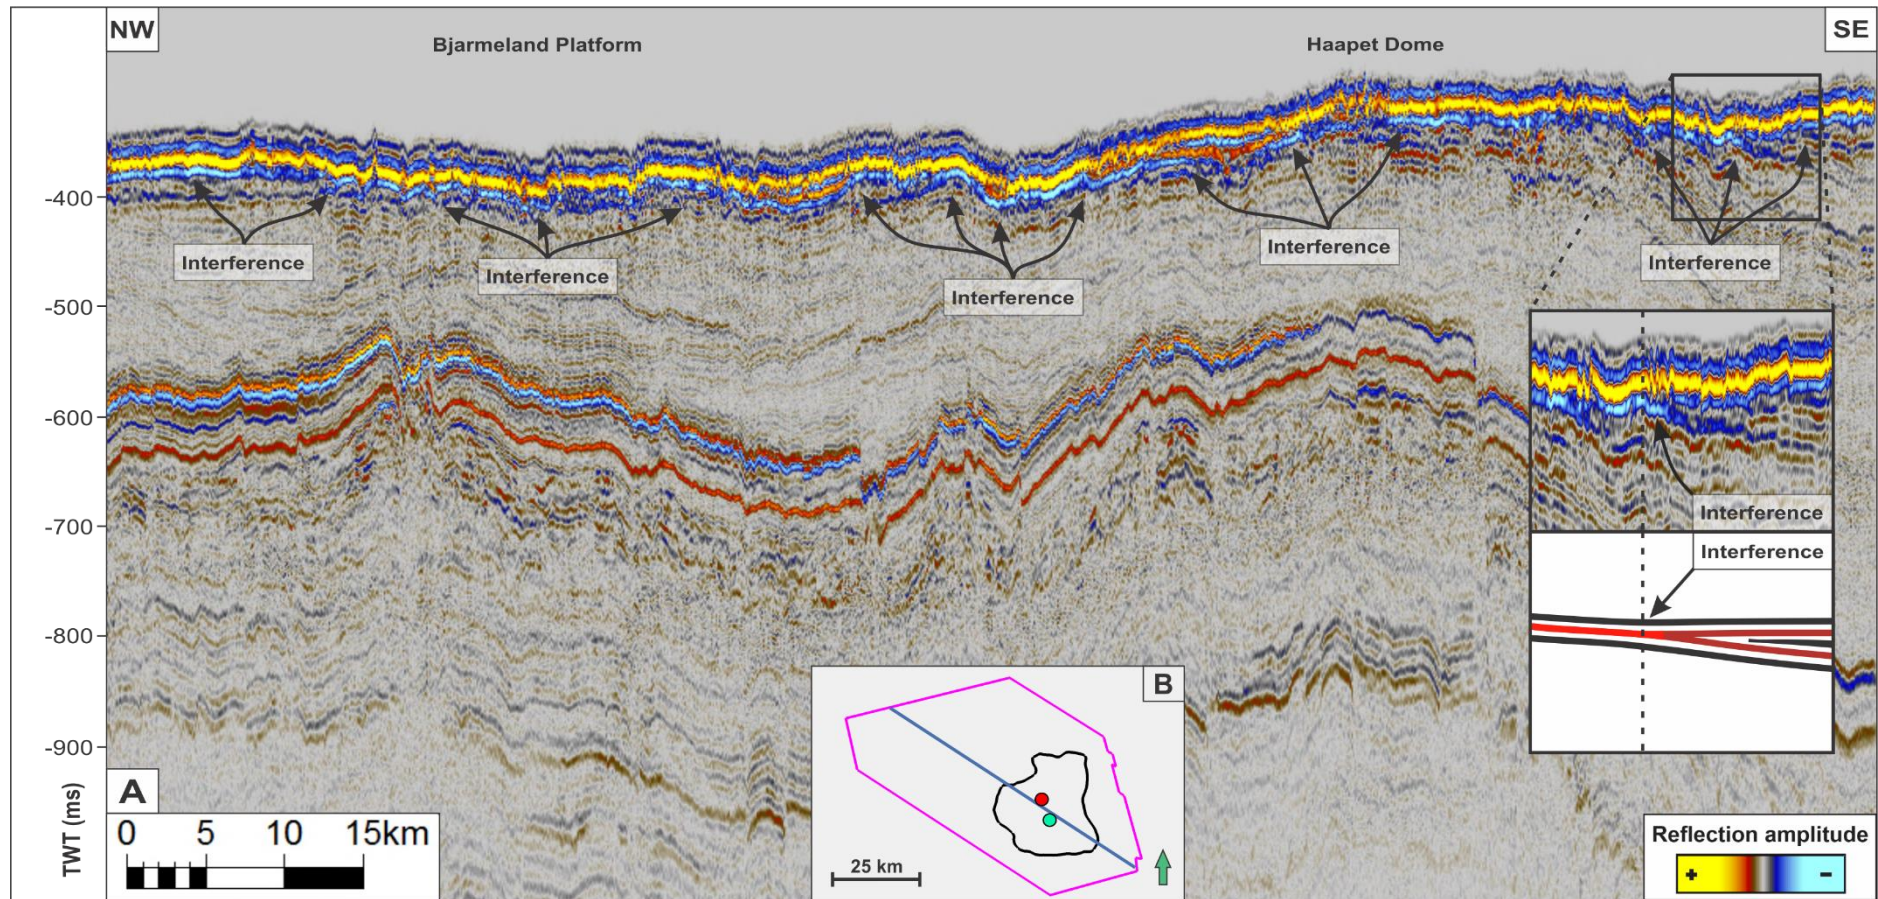 NW
Bjarmeland Platform
Haapet Dome
SE
-400
-500
-600
-700
-800
-900
TWT (ms)
Interference
Interference
Interference
Interference
Interference
Interference
Interference
A
0 5 10 15km
B
25 km
Reflection amplitude
+ -